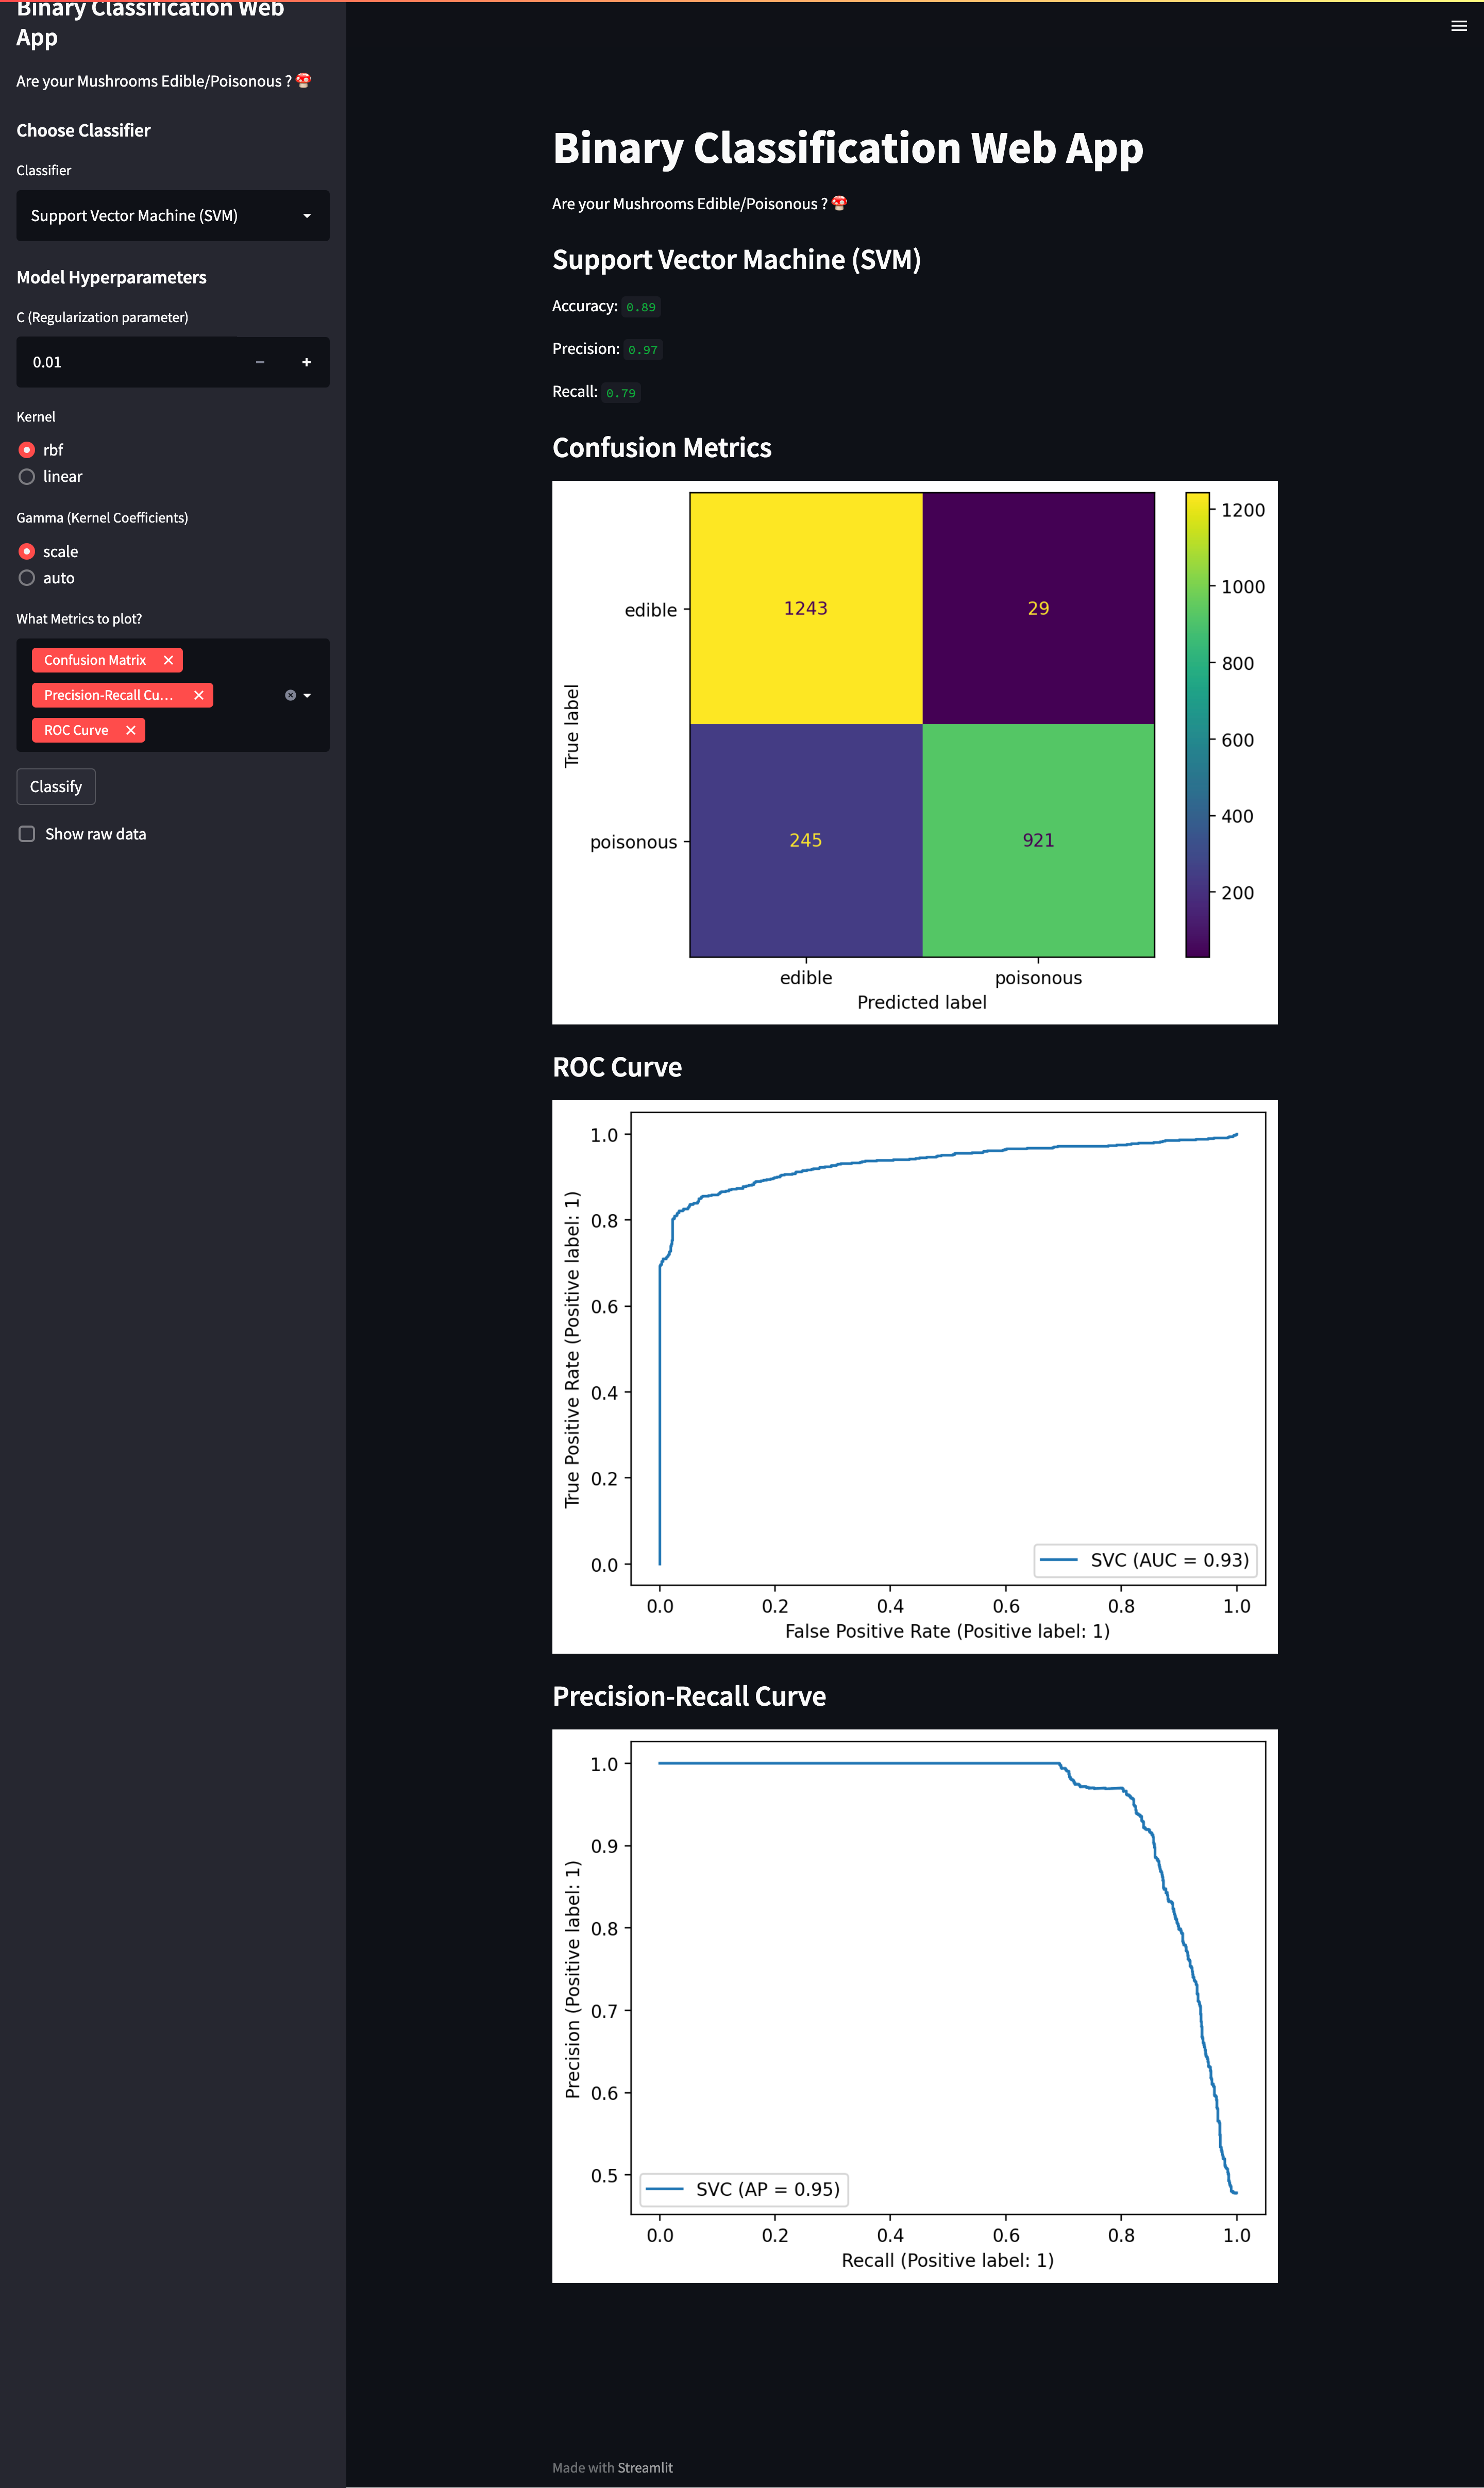 Binary Classification Web
App
Are your Mushrooms Edible/Poisonous ? 🍄
Choose Classifier
Classifier
Support Vector Machine (SVM)
Model Hyperparameters
C (Regularization parameter)
0.01
Kernel
rbf
linear
Gamma (Kernel Coefficients)
scale
auto
What Metrics to plot?
Confusion Matrix
Precision-Recall Cu...
ROC Curve
Classify
Show raw data
Binary Classification Web App
Are your Mushrooms Edible/Poisonous ? 🍄
Support Vector Machine (SVM)
Accuracy: 0.89
Precision: 0.97
Recall: 0.79
Confusion Metrics
True label
edible
poisonous
1243 29
245 921
edible poisonous
Predicted label
1200
1000
800
600
400
200
ROC Curve
True Positive Rate (Positive label: 1)
1.0
0.8
0.6
0.4
0.2
0.0
SVC (AUC = 0.93)
0.0 0.2 0.4 0.6 0.8 1.0
False Positive Rate (Positive label: 1)
Precision-Recall Curve
Precision (Positive label: 1)
1.0
0.9
0.8
0.7
0.6
0.5
SVC (AP = 0.95)
0.0 0.2 0.4 0.6 0.8 1.0
Recall (Positive label: 1)
Made with Streamlit